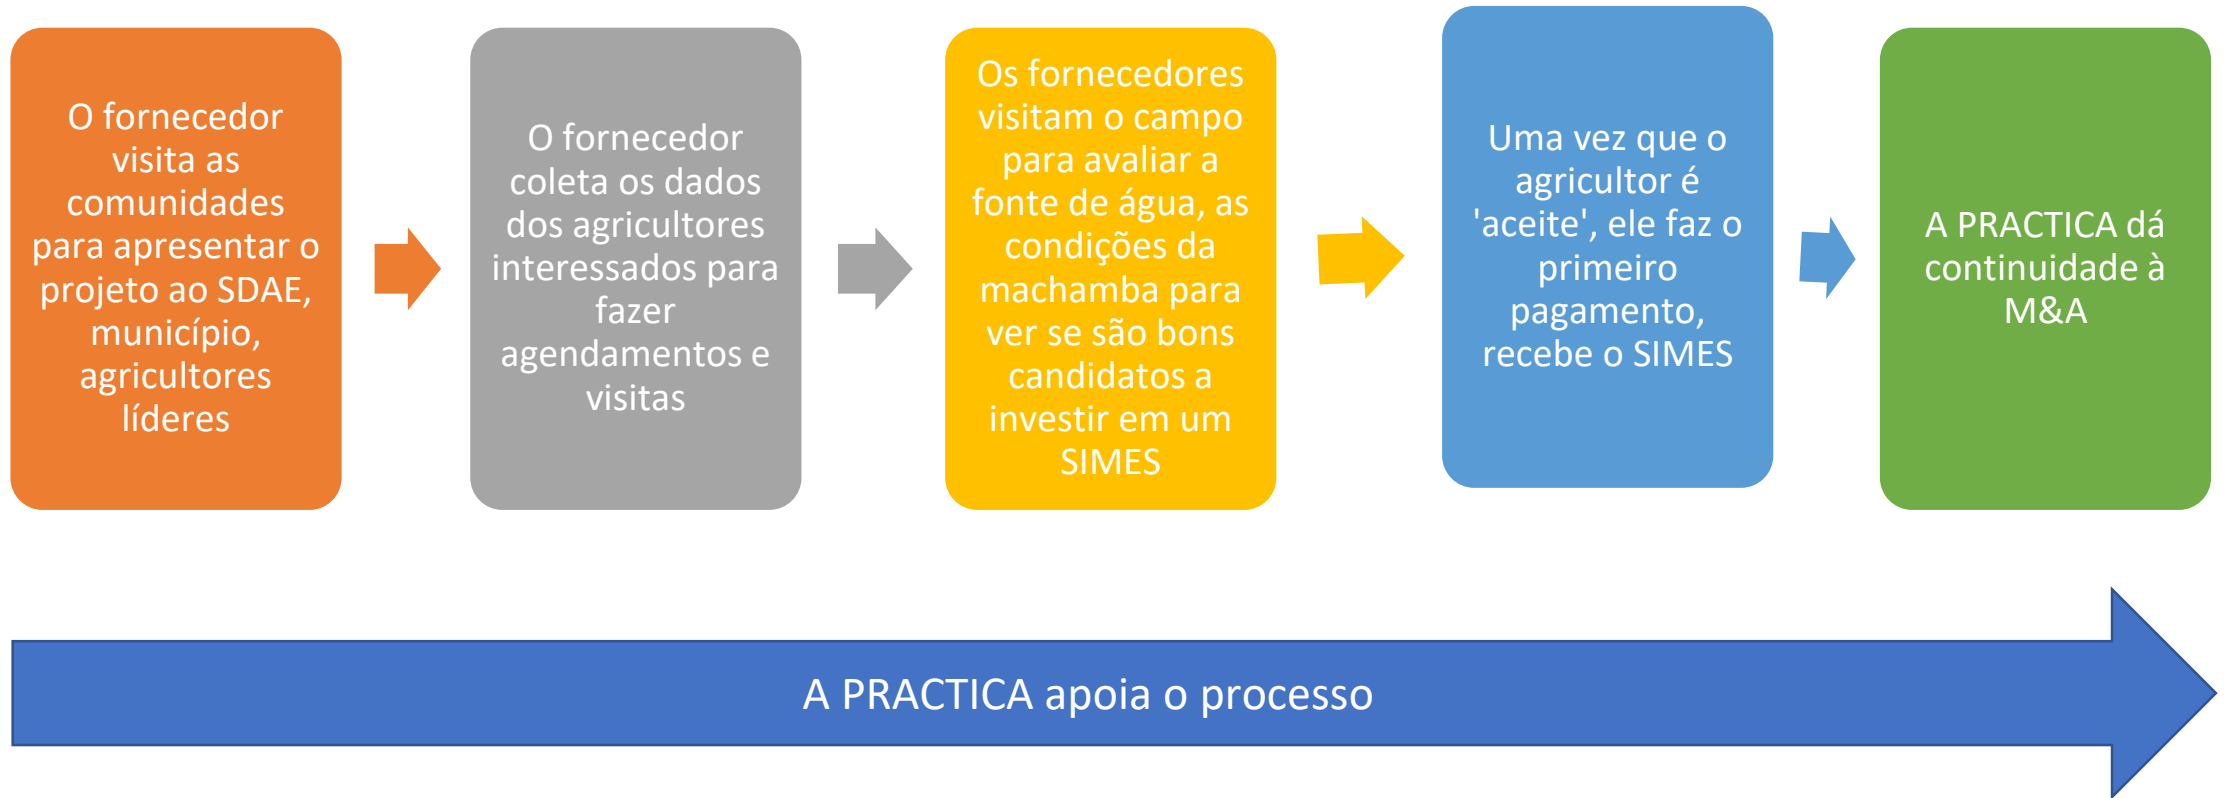 O fornecedor
visita as
comunidades
para apresentar o
projeto ao SDAE,
município,
agricultores
líderes
O fornecedor
coleta os dados
dos agricultores
interessados para
fazer
agendamentos e
visitas
Os fornecedores
visitam o campo
para avaliar a
fonte de água, as
condições da
machamba para
ver se são bons
candidatos a
investir em um
SIMES
Uma vez que o
agricultor é
'aceite', ele faz o
primeiro
pagamento,
recebe o SIMES
A PRACTICA dá
continuidade à
M&A
A PRACTICA apoia o processo